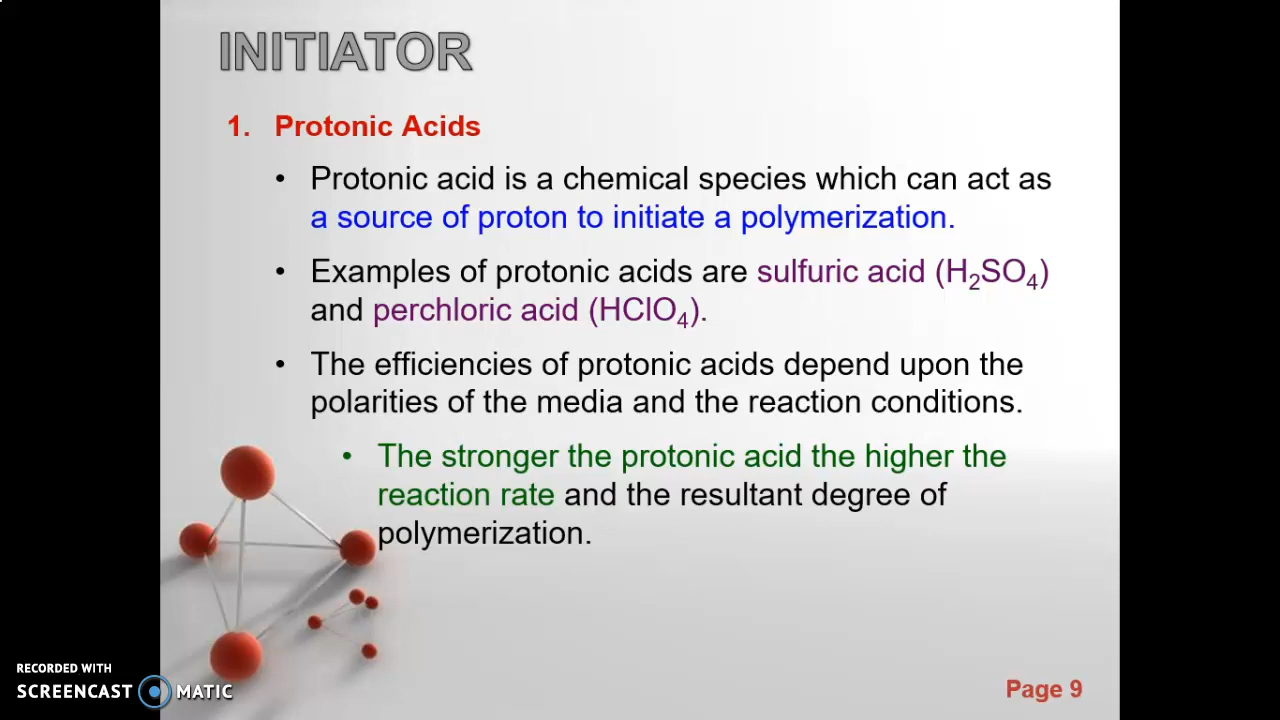 INITIATOR
1. Protonic Acids
• Protonic acid is a chemical species which can act as
a source of proton to initiate a polymerization.
• Examples of protonic acids are sulfuric acid (H₂SO₄)
and perchloric acid (HClO₄).
• The efficiencies of protonic acids depend upon the
polarities of the media and the reaction conditions.
• The stronger the protonic acid the higher the
reaction rate and the resultant degree of
polymerization.
RECORDED WITH
SCREENCAST MATIC
Page 9